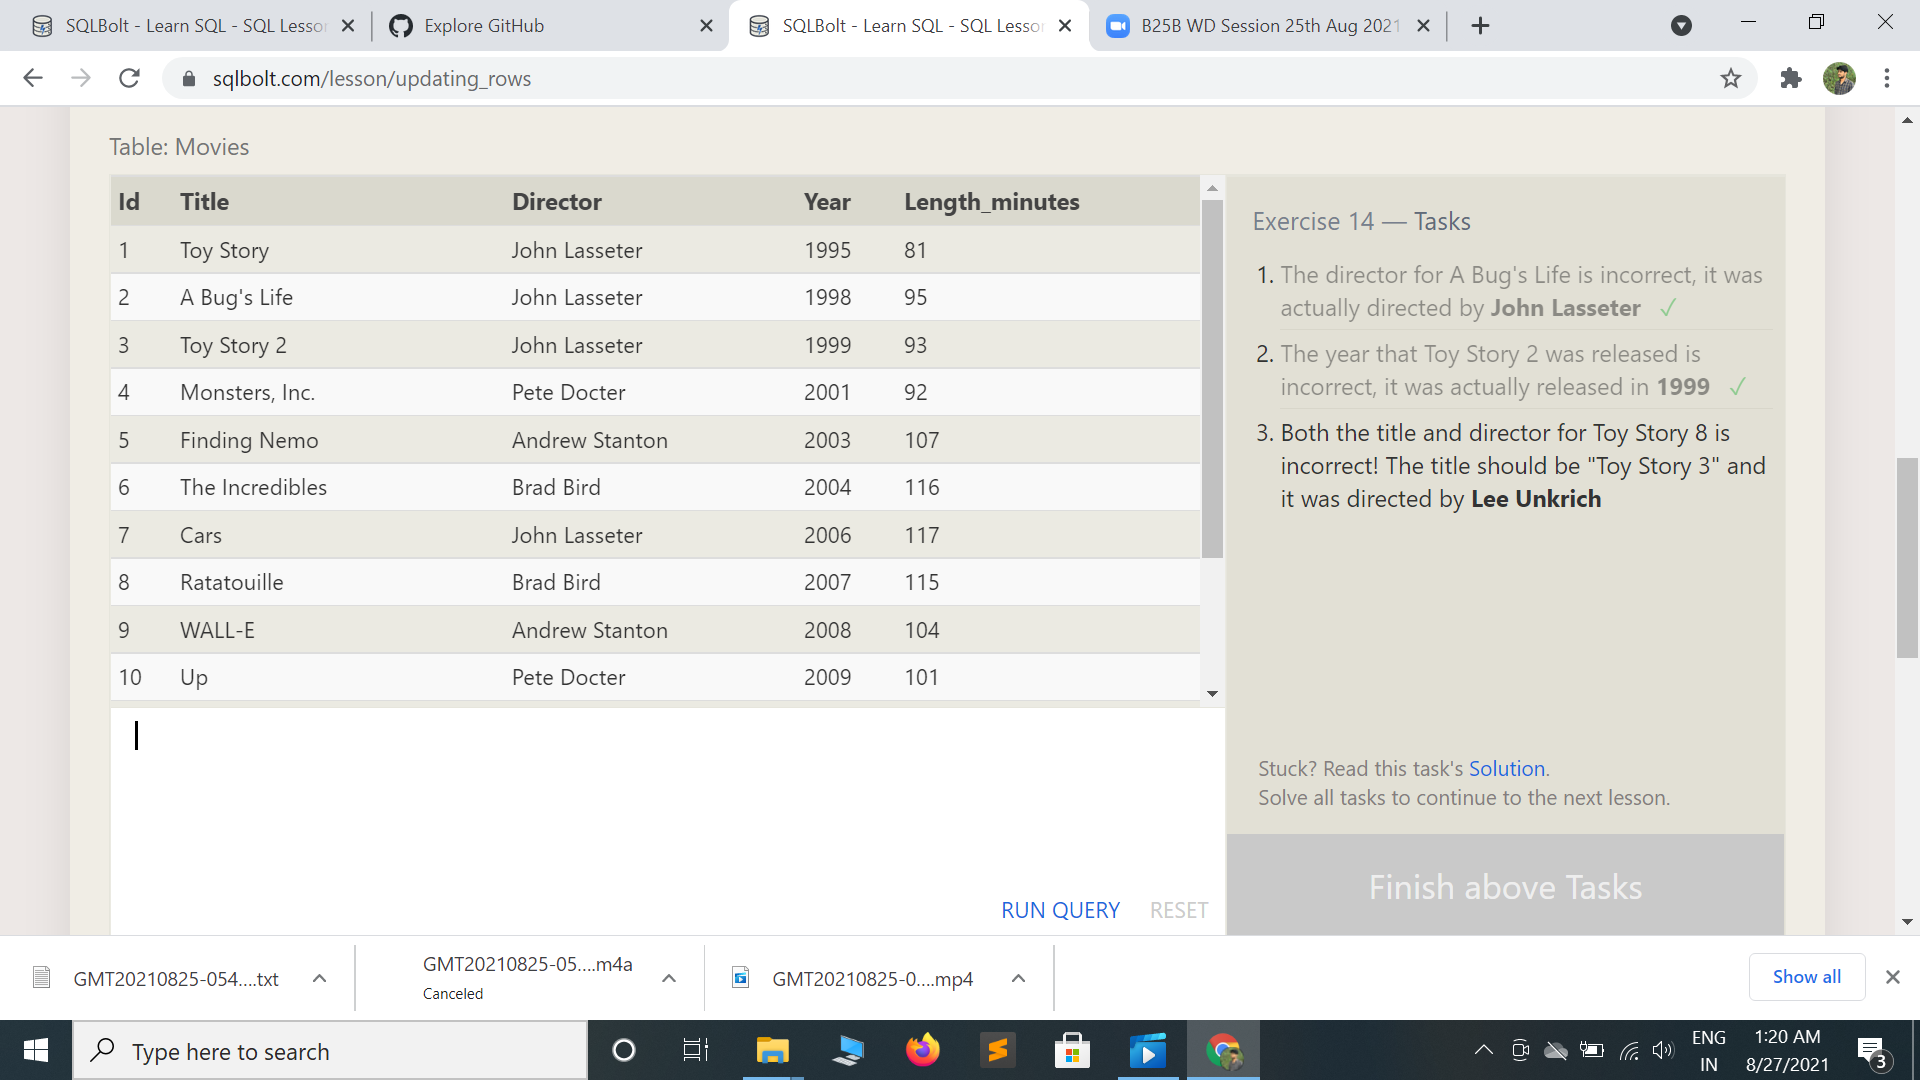 SQLBolt - Learn SQL - SQL Lesson
Explore GitHub
SQLBolt - Learn SQL - SQL Lesson
B25B WD Session 25th Aug 2021
sqlbolt.com/lesson/updating_rows
Table: Movies
Id Title Director Year Length_minutes
1 Toy Story John Lasseter 1995 81
2 A Bug's Life John Lasseter 1998 95
3 Toy Story 2 John Lasseter 1999 93
4 Monsters, Inc. Pete Docter 2001 92
5 Finding Nemo Andrew Stanton 2003 107
6 The Incredibles Brad Bird 2004 116
7 Cars John Lasseter 2006 117
8 Ratatouille Brad Bird 2007 115
9 WALL-E Andrew Stanton 2008 104
10 Up Pete Docter 2009 101
RUN QUERY RESET
Exercise 14 — Tasks
1. The director for A Bug's Life is incorrect, it was
actually directed by John Lasseter ✓
2. The year that Toy Story 2 was released is
incorrect, it was actually released in 1999 ✓
3. Both the title and director for Toy Story 8 is
incorrect! The title should be "Toy Story 3" and
it was directed by Lee Unkrich
Stuck? Read this task's Solution.
Solve all tasks to continue to the next lesson.
Finish above Tasks
GMT20210825-054....txt
GMT20210825-05....m4a
Canceled
GMT20210825-0....mp4
Show all
Type here to search
ENG
IN
1:20 AM
8/27/2021
3